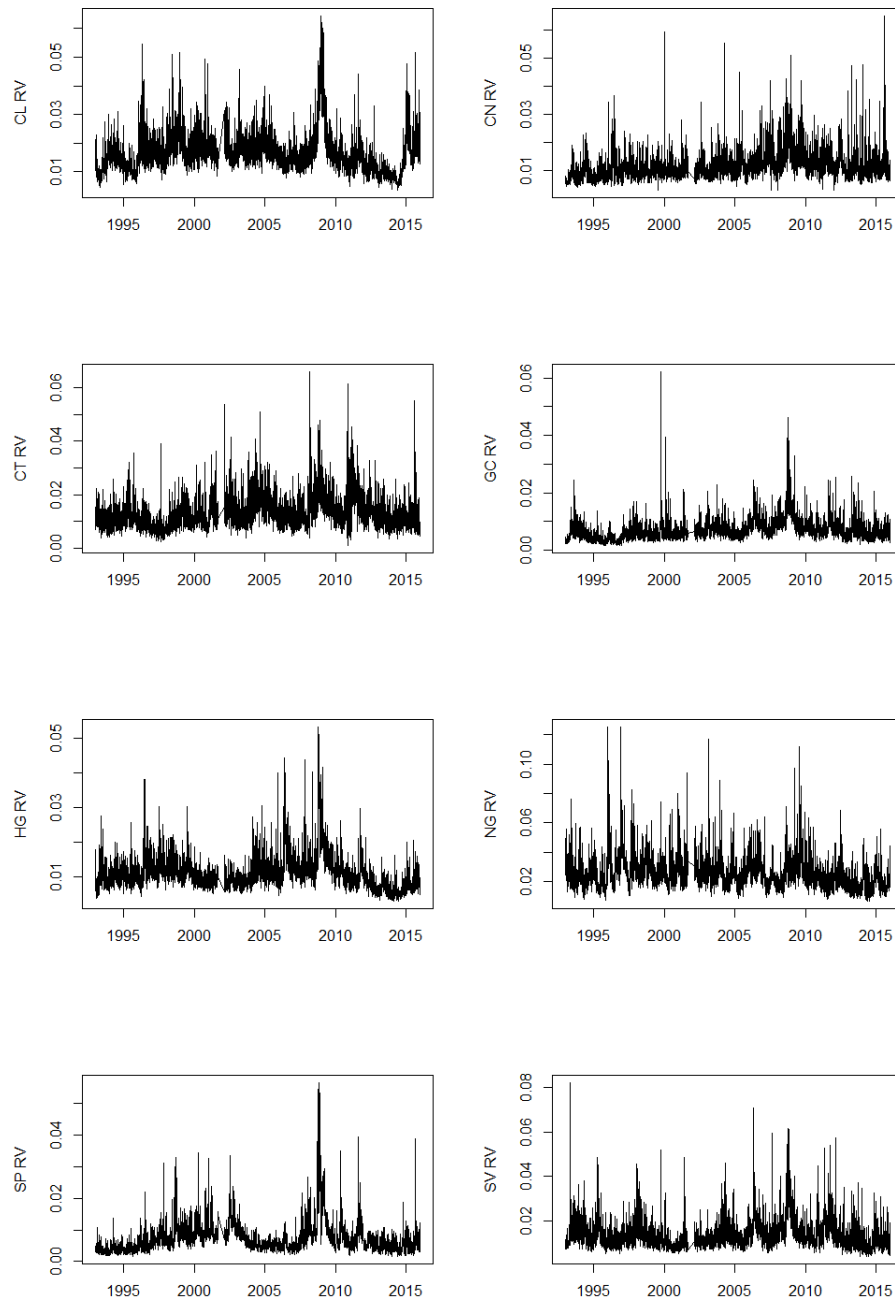 CL RV
0.01 0.03 0.05
1995 2000 2005 2010 2015
CN RV
0.01 0.03 0.05
1995 2000 2005 2010 2015
CT RV
0.00 0.02 0.04 0.06
1995 2000 2005 2010 2015
GC RV
0.00 0.02 0.04 0.06
1995 2000 2005 2010 2015
HG RV
0.01 0.03 0.05
1995 2000 2005 2010 2015
NG RV
0.02 0.06 0.10
1995 2000 2005 2010 2015
SP RV
0.00 0.02 0.04
1995 2000 2005 2010 2015
SV RV
0.02 0.04 0.06 0.08
1995 2000 2005 2010 2015